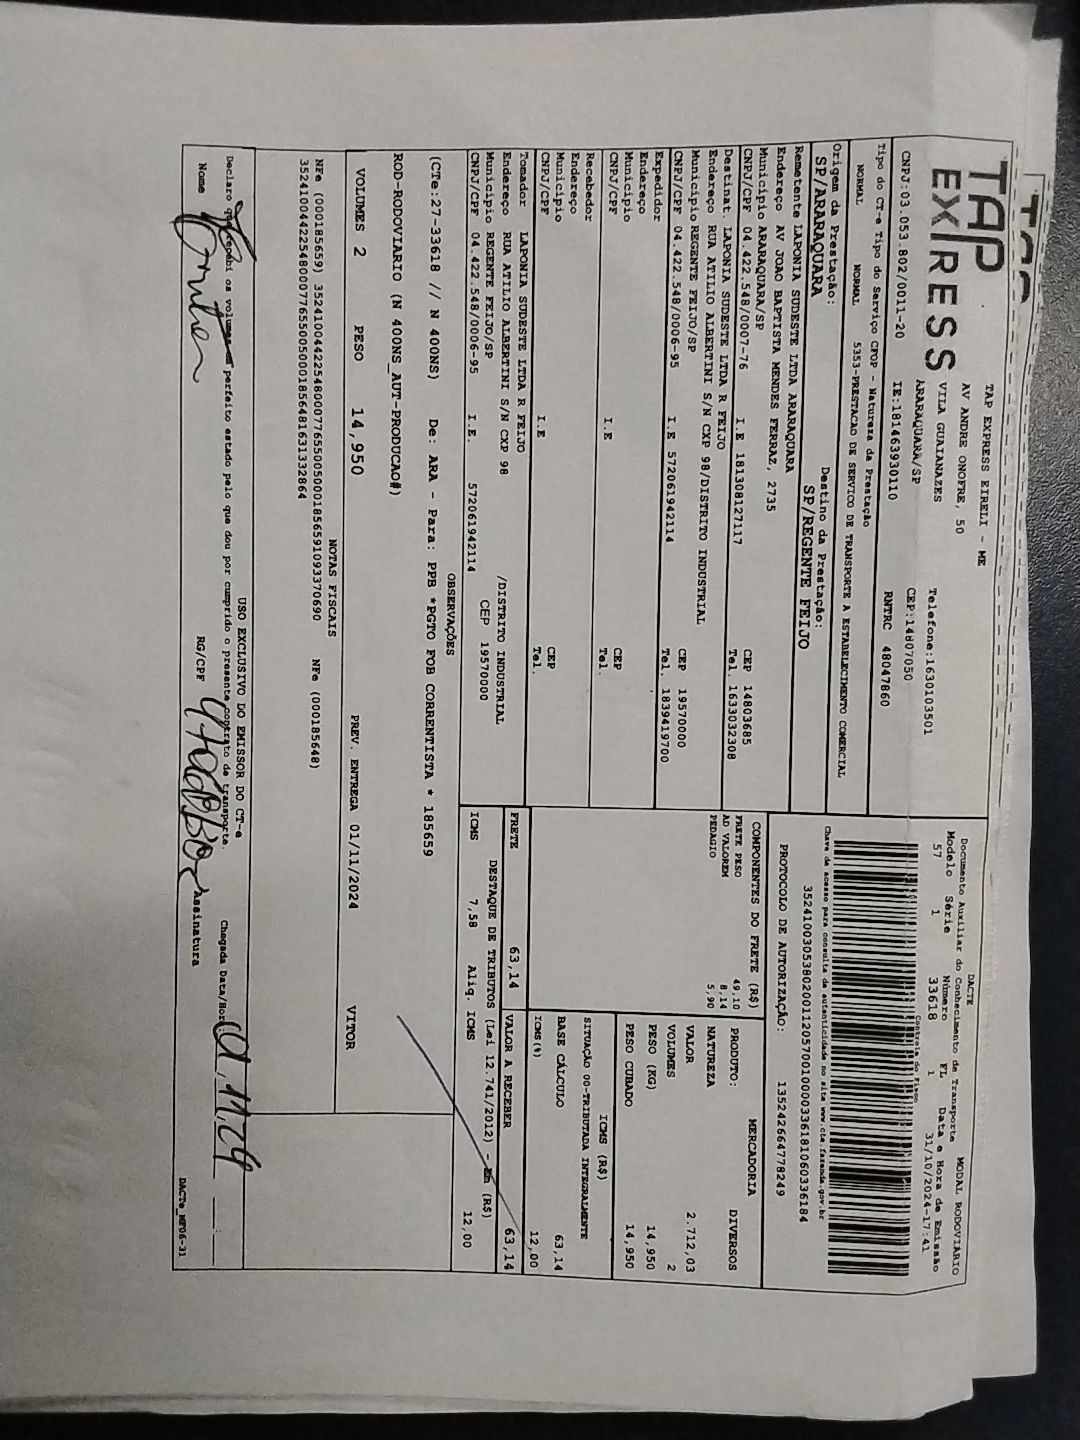 TAP
EXPRESS
TAP EXPRESS EIRELI - ME
AV ANDRE ONOFRE, 50
VILA GUAIANAZES
ARARAQUARA/SP
Telefone:1630103501
CEP:14807050
CNPJ:03.053.802/0011-20 IE:181463930110 RNTRC 48047860
DACTE MODAL RODOVIÁRIO
Documento Auxiliar do Conhecimento de Transporte
Modelo Série Número FL Data e Hora de Emissão
57 1 33618 1 31/10/2024-17:41
Controle do Fisco
Chave de acesso para consulta de autenticidade no site www.cte.fazenda.gov.br
35241003053802001120570010000336181060336184
PROTOCOLO DE AUTORIZAÇÃO: 135242664778249
Tipo do CT-e Tipo do Serviço CFOP - Natureza da Prestação
NORMAL NORMAL 5353-PRESTACAO DE SERVICO DE TRANSPORTE A ESTABELECIMENTO COMERCIAL
Origem da Prestação: Destino da Prestação:
SP/ARARAQUARA SP/REGENTE FEIJO
Remetente LAPONIA SUDESTE LTDA ARARAQUARA
Endereço AV JOAO BAPTISTA MENDES FERRAZ, 2735
Município ARARAQUARA/SP CEP 14803685
CNPJ/CPF 04.422.548/0007-76 I.E 181308127117 Tel. 1633032308
Destinat. LAPONIA SUDESTE LTDA R FEIJO
Endereço RUA ATILIO ALBERTINI S/N CXP 98/DISTRITO INDUSTRIAL
Município REGENTE FEIJO/SP CEP 19570000
CNPJ/CPF 04.422.548/0006-95 I.E 572061942114 Tel. 1839419700
Expedidor
Endereço
Município CEP
CNPJ/CPF I.E Tel.
Recebedor
Endereço
Município CEP
CNPJ/CPF I.E Tel.
Tomador LAPONIA SUDESTE LTDA R FEIJO
Endereço RUA ATILIO ALBERTINI S/N CXP 98 /DISTRITO INDUSTRIAL
Município REGENTE FEIJO/SP CEP 19570000
CNPJ/CPF 04.422.548/0006-95 I.E. 572061942114
COMPONENTES DO FRETE (R$)
FRETE PESO 49,10
AD VALOREM 8,14
PEDAGIO 5,90
MERCADORIA
PRODUTO: DIVERSOS
NATUREZA
VALOR 2.712,03
VOLUMES 2
PESO (KG) 14,950
PESO CUBADO 14,950
ICMS (R$)
SITUAÇÃO 00-TRIBUTADA INTEGRALMENTE
BASE CÁLCULO 63,14
ICMS(%) 12,00
FRETE 63,14 VALOR A RECEBER 63,14
DESTAQUE DE TRIBUTOS (Lei 12.741/2012) - Em (R$)
ICMS 7,58 Aliq. ICMS 12,00
OBSERVAÇÕES
(CTe.:27-33618 // N 400NS) De: ARA - Para: PPB *PGTO FOB CORRENTISTA * 185659
ROD-RODOVIARIO (N 400NS_AUT-PRODUCAO#)
VOLUMES 2 PESO 14,950 PREV. ENTREGA 01/11/2024 VITOR
NOTAS FISCAIS
NFe (000185659) 35241004422548000776550050001856591093370690 NFe (000185648)
35241004422548000776550050001856481631332864
USO EXCLUSIVO DO EMISSOR DO CT-e
Declaro que recebi os volumes em perfeito estado pelo que dou por cumprido o presente contrato de transporte
Chegada Data/Hora 01,11,24 :
Nome RG/CPF Assinatura
DACTe_MP06-31